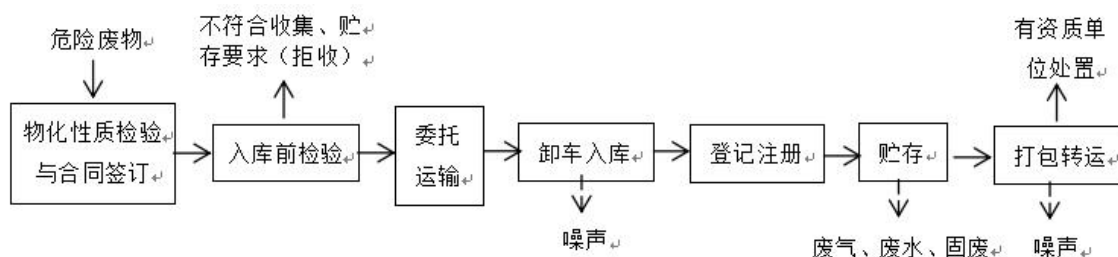 危险废物
不符合收集、贮
存要求（拒收）
有资质单
位处置
物化性质检验
与合同签订
入库前检验
委托
运输
卸车入库
登记注册
贮存
打包转运
噪声
废气、废水、固废
噪声